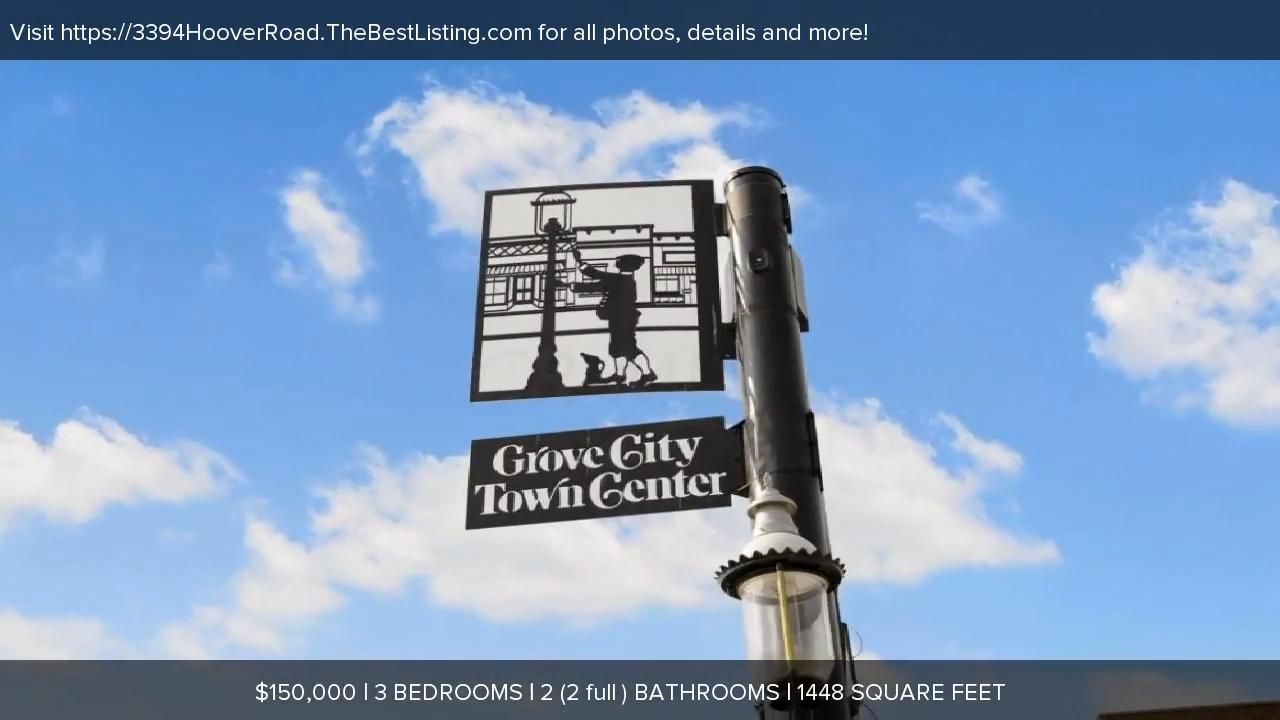 Visit https://3394HooverRoad.TheBestListing.com for all photos, details and more!
Grove City
Town Center
$150,000 | 3 BEDROOMS | 2 (2 full ) BATHROOMS | 1448 SQUARE FEET